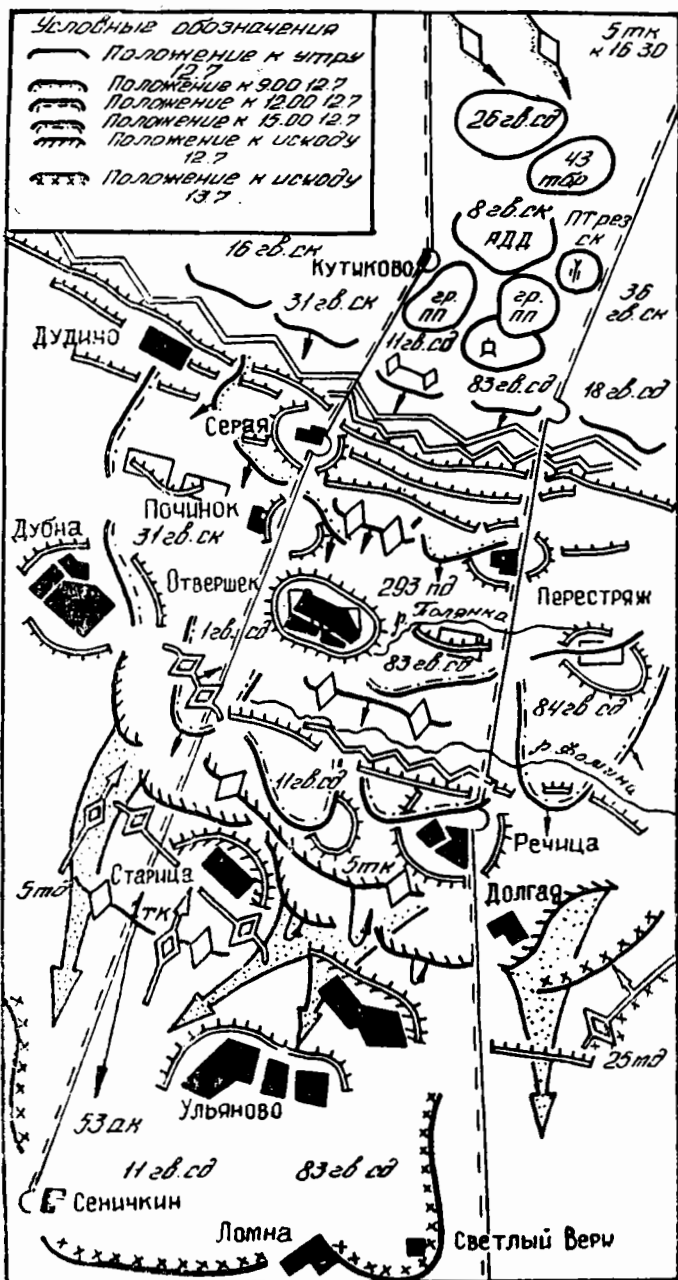 Условные обозначения
Положение к утру
12.7
Положение к 9.00 12.7
Положение к 12.00 12.7
Положение к 15.00 12.7
Положение к исходу
12.7
Положение к исходу
13.7
5 тк
к 16 30
26 гв.сд
43
тбр
8 гв.ск
АДД
ПТрез
ск
16 гв.ск
Кутиково
31 гв.ск
гр.
пп
гр.
пп
36
гв.ск
Дудино
11 гв.сд
Д
83 гв.сд
18 гв.сд
Серая
Починок
Дубна
31 гв.ск
Отвершек
293 пд
Перестряж
р. Полянка
1 гв.сд
83 гв.сд
84 гв.сд
р. Фомина
11 гв.сд
Речица
5 тк
Старица
5 тд
1 тк
Долгая
25 тд
Ульяново
53 ак
11 гв.сд
83 гв сд
Сеничкин
Ломна
Светлый Верх